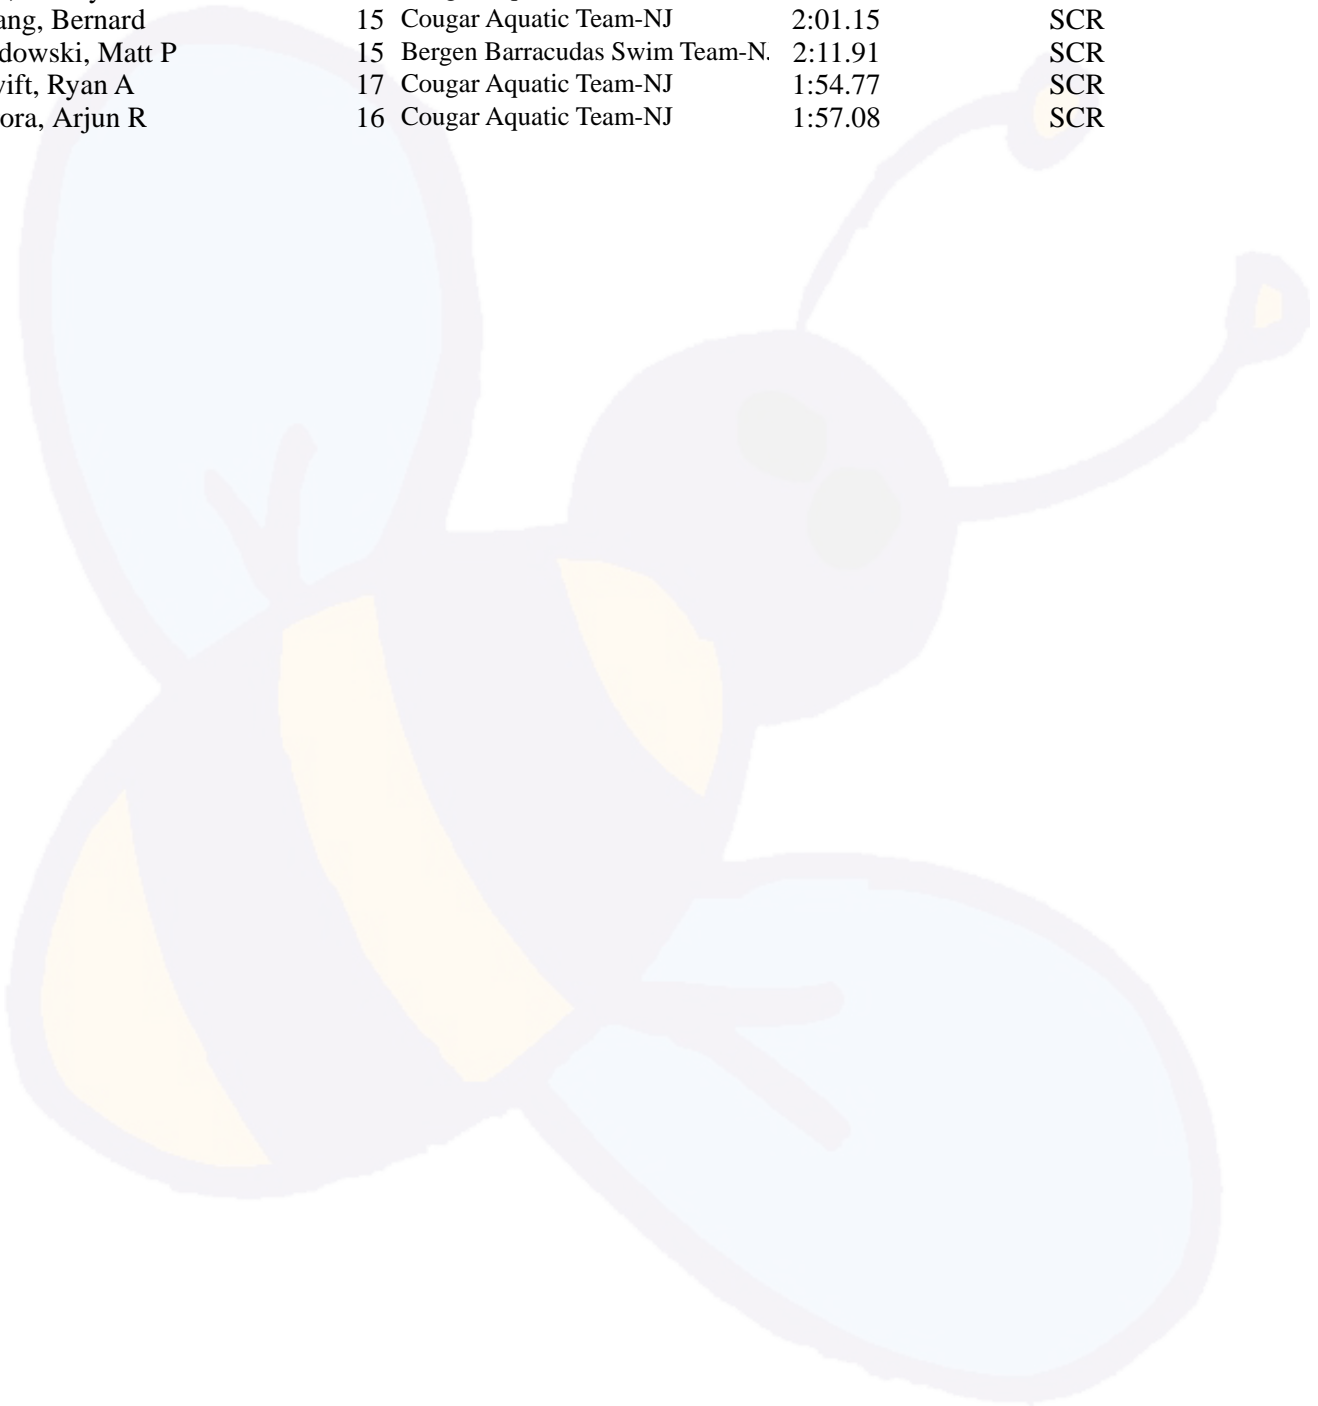 ang, Bernard 15 Cougar Aquatic Team-NJ 2:01.15 SCR
dowski, Matt P 15 Bergen Barracudas Swim Team-N. 2:11.91 SCR
vift, Ryan A 17 Cougar Aquatic Team-NJ 1:54.77 SCR
ora, Arjun R 16 Cougar Aquatic Team-NJ 1:57.08 SCR